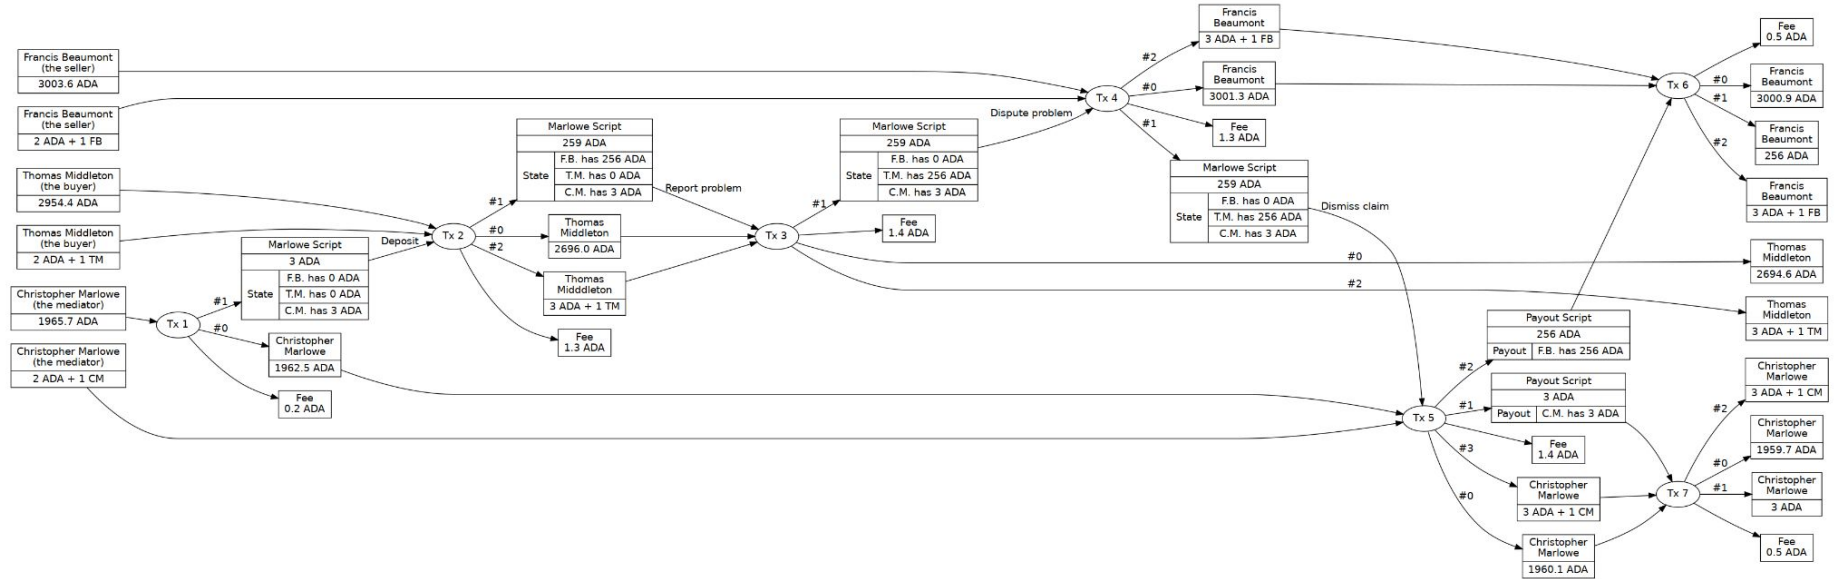 Francis Beaumont
(the seller)
3003.6 ADA
Francis Beaumont
(the seller)
2 ADA + 1 FB
Thomas Middleton
(the buyer)
2954.4 ADA
Thomas Middleton
(the buyer)
2 ADA + 1 TM
Christopher Marlowe
(the mediator)
1965.7 ADA
Christopher Marlowe
(the mediator)
2 ADA + 1 CM
Tx 1
#1
#0
Marlowe Script
3 ADA
State
F.B. has 0 ADA
T.M. has 0 ADA
C.M. has 3 ADA
Christopher
Marlowe
1962.5 ADA
Fee
0.2 ADA
Deposit
Tx 2
#1
#0
#2
Marlowe Script
259 ADA
State
F.B. has 256 ADA
T.M. has 0 ADA
C.M. has 3 ADA
Thomas
Middleton
2696.0 ADA
Thomas
Midddleton
3 ADA + 1 TM
Fee
1.3 ADA
Report problem
Tx 3
#1
#0
#2
Marlowe Script
259 ADA
State
F.B. has 0 ADA
T.M. has 256 ADA
C.M. has 3 ADA
Fee
1.4 ADA
Dispute problem
Tx 4
#2
#0
#1
Francis
Beaumont
3 ADA + 1 FB
Francis
Beaumont
3001.3 ADA
Fee
1.3 ADA
Marlowe Script
259 ADA
State
F.B. has 0 ADA
T.M. has 256 ADA
C.M. has 3 ADA
Dismiss claim
Tx 5
#2
#1
#3
#0
Payout Script
256 ADA
Payout
F.B. has 256 ADA
Payout Script
3 ADA
Payout
C.M. has 3 ADA
Fee
1.4 ADA
Christopher
Marlowe
3 ADA + 1 CM
Christopher
Marlowe
1960.1 ADA
Tx 6
#0
#1
#2
Fee
0.5 ADA
Francis
Beaumont
3000.9 ADA
Francis
Beaumont
256 ADA
Francis
Beaumont
3 ADA + 1 FB
Thomas
Middleton
2694.6 ADA
Thomas
Middleton
3 ADA + 1 TM
Tx 7
#2
#0
#1
Christopher
Marlowe
3 ADA + 1 CM
Christopher
Marlowe
1959.7 ADA
Christopher
Marlowe
3 ADA
Fee
0.5 ADA